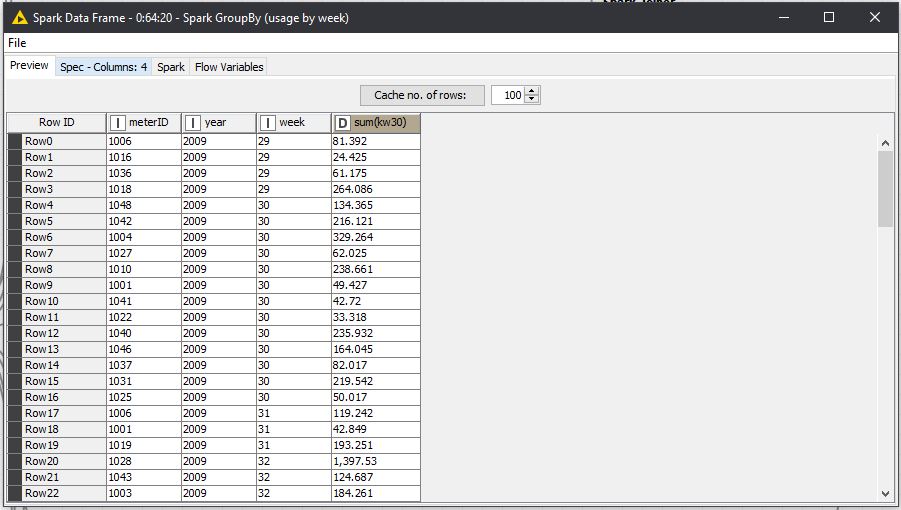 Spark Data Frame - 0:64:20 - Spark GroupBy (usage by week)
File
Preview Spec - Columns: 4 Spark Flow Variables
Cache no. of rows: 100
Row ID I meterID I year I week D sum(kw30)
Row0 1006 2009 29 81.392
Row1 1016 2009 29 24.425
Row2 1036 2009 29 61.175
Row3 1018 2009 29 264.086
Row4 1048 2009 30 134.365
Row5 1042 2009 30 216.121
Row6 1004 2009 30 329.264
Row7 1027 2009 30 62.025
Row8 1010 2009 30 238.661
Row9 1001 2009 30 49.427
Row10 1041 2009 30 42.72
Row11 1022 2009 30 33.318
Row12 1040 2009 30 235.932
Row13 1046 2009 30 164.045
Row14 1037 2009 30 82.017
Row15 1031 2009 30 219.542
Row16 1025 2009 30 50.017
Row17 1006 2009 31 119.242
Row18 1001 2009 31 42.849
Row19 1019 2009 31 193.251
Row20 1028 2009 32 1,397.53
Row21 1043 2009 32 124.687
Row22 1003 2009 32 184.261